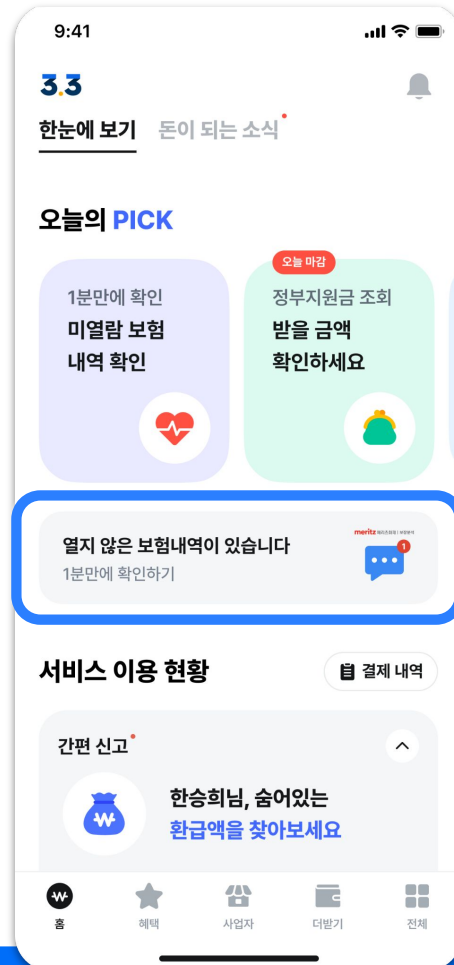 9:41
3.3
한눈에 보기 돈이 되는 소식
오늘의 PICK
1분만에 확인
미열람 보험
내역 확인
오늘 마감
정부지원금 조회
받을 금액
확인하세요
열지 않은 보험내역이 있습니다
1분만에 확인하기
meritz
1
서비스 이용 현황
결제 내역
간편 신고
한승희님, 숨어있는
환급액을 찾아보세요
홈 혜택 사업자 더받기 전체